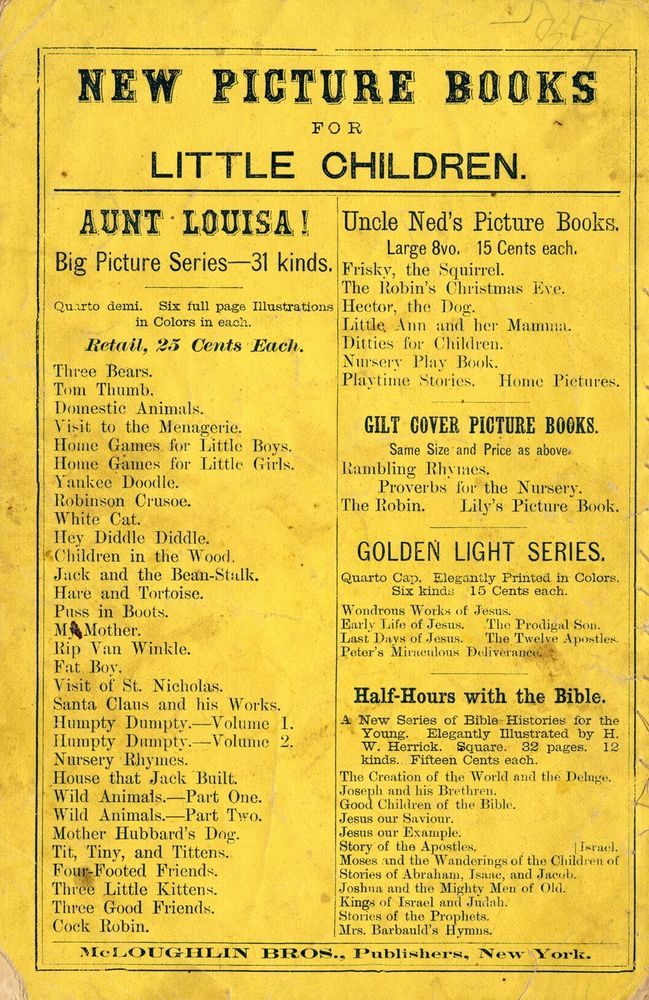 NEW PICTURE BOOKS
FOR
LITTLE CHILDREN.
AUNT LOUISA!
Big Picture Series—31 kinds.
Quarto demi. Six full page Illustrations
in Colors in each.
Retail, 25 Cents Each.
Three Bears.
Tom Thumb.
Domestic Animals.
Visit to the Menagerie.
Home Games for Little Boys.
Home Games for Little Girls.
Yankee Doodle.
Robinson Crusoe.
White Cat.
Hey Diddle Diddle.
Children in the Wood.
Jack and the Bean-Stalk.
Hare and Tortoise.
Puss in Boots.
My Mother.
Rip Van Winkle.
Fat Boy.
Visit of St. Nicholas.
Santa Claus and his Works.
Humpty Dumpty.—Volume 1.
Humpty Dumpty.—Volume 2.
Nursery Rhymes.
House that Jack Built.
Wild Animals.—Part One.
Wild Animals.—Part Two.
Mother Hubbard's Dog.
Tit, Tiny, and Tittens.
Four-Footed Friends.
Three Little Kittens.
Three Good Friends.
Cock Robin.
Uncle Ned's Picture Books.
Large 8vo. 15 Cents each.
Frisky, the Squirrel.
The Robin's Christmas Eve.
Hector, the Dog.
Little Ann and her Mamma.
Ditties for Children.
Nursery Play Book.
Playtime Stories. Home Pictures.
GILT COVER PICTURE BOOKS.
Same Size and Price as above.
Rambling Rhymes.
Proverbs for the Nursery.
The Robin. Lily's Picture Book.
GOLDEN LIGHT SERIES.
Quarto Cap. Elegantly Printed in Colors.
Six kinds 15 Cents each.
Wondrous Works of Jesus.
Early Life of Jesus. The Prodigal Son.
Last Days of Jesus. The Twelve Apostles.
Peter's Miraculous Deliverance.
Half-Hours with the Bible.
A New Series of Bible Histories for the
Young. Elegantly Illustrated by H.
W. Herrick. Square. 32 pages. 12
kinds. Fifteen Cents each.
The Creation of the World and the Deluge.
Joseph and his Brethren.
Good Children of the Bible.
Jesus our Saviour.
Jesus our Example.
Story of the Apostles. [Israel.
Moses and the Wanderings of the Children of
Stories of Abraham, Isaac, and Jacob.
Joshua and the Mighty Men of Old.
Kings of Israel and Judah.
Stories of the Prophets.
Mrs. Barbauld's Hymns.
McLOUGHLIN BROS., Publishers, New York.